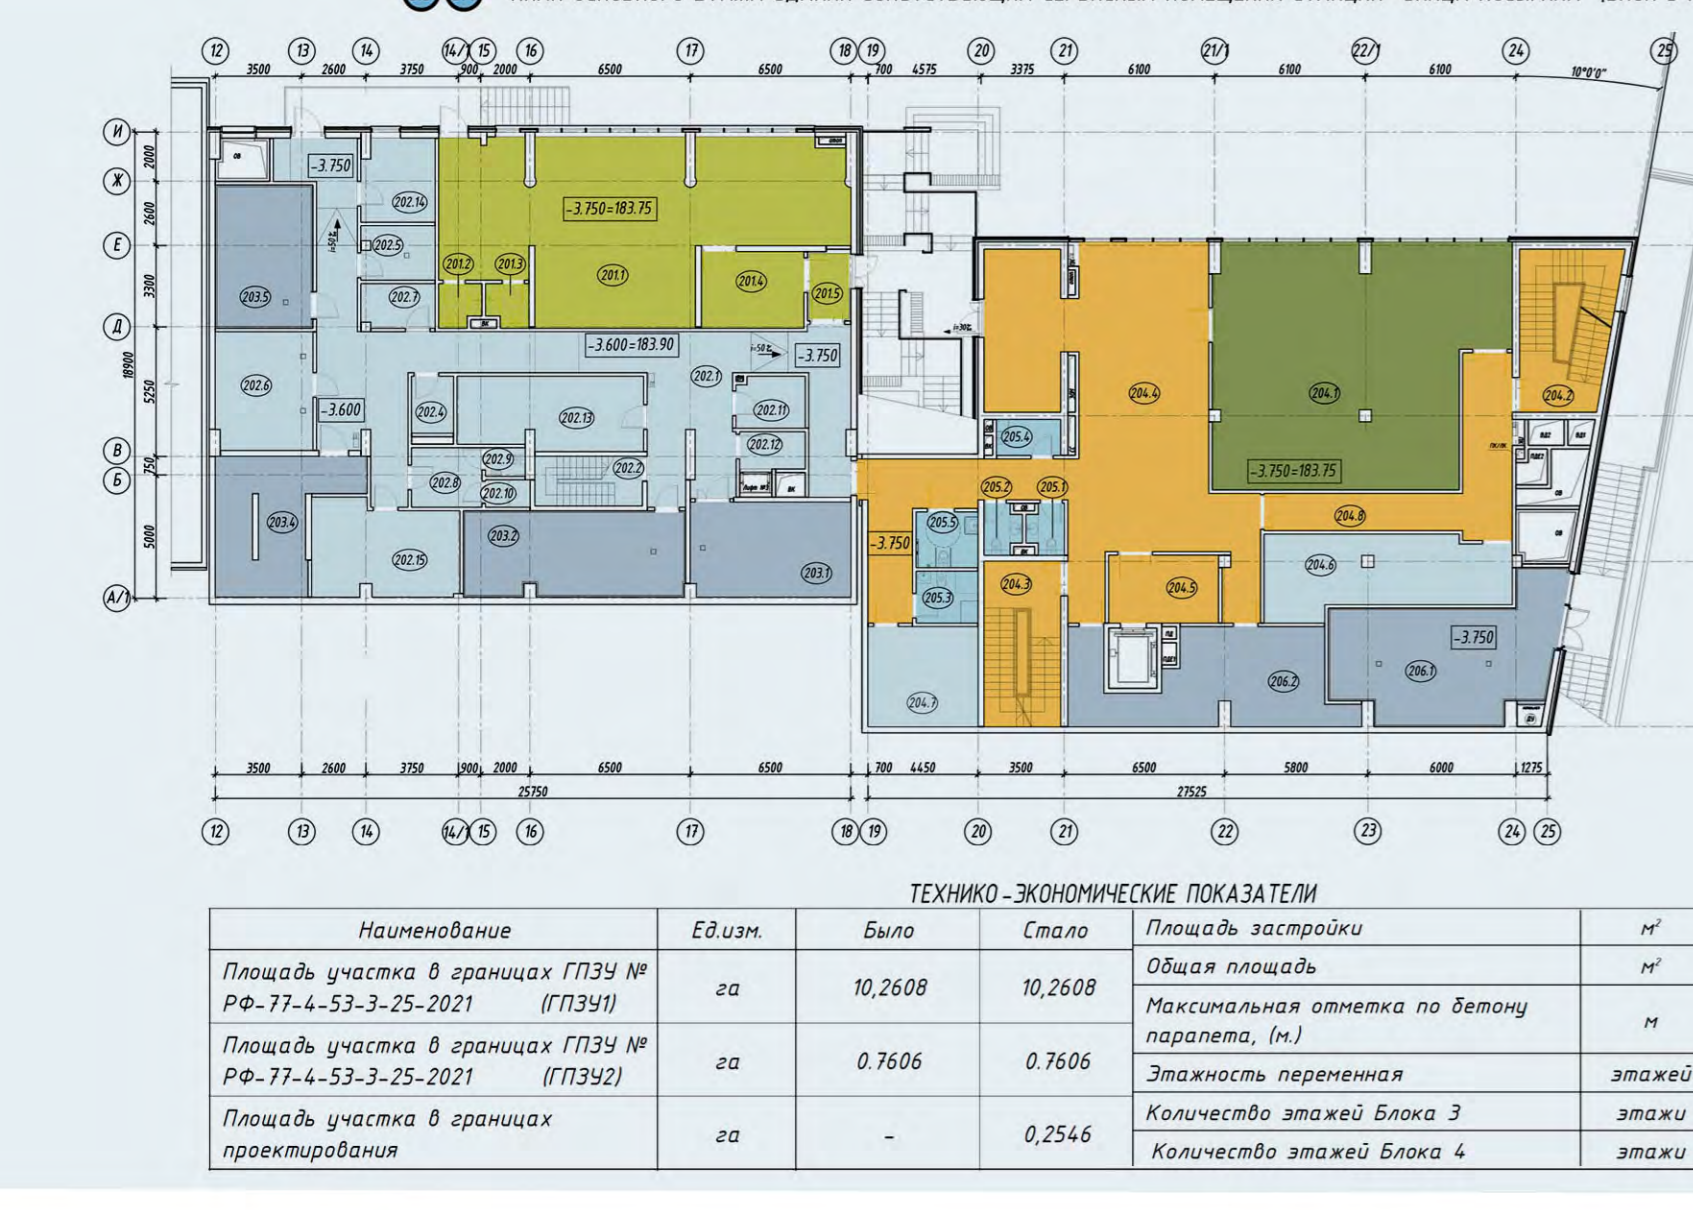 12 13 14 14/1 15 16 17 18 19 20 21 21/1 22/1 24 25
3500 2600 3750 900 2000 6500 6500 700 4575 3375 6100 6100 6100 10°0'0"
И
2000
ОВ
-3.750
Ж
202.14
-3.750=183.75
2600
Е
202.5
201.2 201.3 201.1 201.4 201.5
3300
203.5 202.7
ВК
Д
-3.600=183.90
-3.750
18900
202.6
202.1
204.4 204.1 204.2
5250
-3.600
202.4 202.13 202.11
202.12
205.4
В
750
Б
202.9
202.8 202.2
202.10
ВК
205.2 205.1
-3.750=183.75
ОВ
203.4 203.2
205.5
204.8
5000
-3.750
ОВ
202.15
203.1
204.3
204.5
204.6
А/1
205.3
-3.750
ПД
204.7
206.2 206.1
3500 2600 3750 900 2000 6500 6500 700 4450 3500 6500 5800 6000 1275
25750 27525
12 13 14 14/1 15 16 17 18 19 20 21 22 23 24 25
ТЕХНИКО-ЭКОНОМИЧЕСКИЕ ПОКАЗАТЕЛИ
Наименование Ед.изм. Было Стало
Площадь участка в границах ГПЗУ №
РФ-77-4-53-3-25-2021 (ГПЗУ1)
га 10,2608 10,2608
Площадь участка в границах ГПЗУ №
РФ-77-4-53-3-25-2021 (ГПЗУ2)
га 0.7606 0.7606
Площадь участка в границах
проектирования
га - 0,2546
Площадь застройки м²
Общая площадь м²
Максимальная отметка по бетону
парапета, (м.)
м
Этажность переменная этажей
Количество этажей Блока 3 этажи
Количество этажей Блока 4 этажи